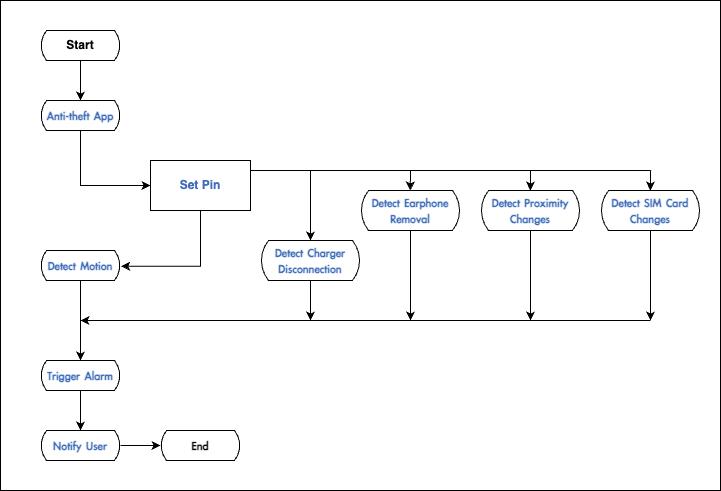 Start
Anti-theft App
Set Pin
Detect Earphone
Removal
Detect Proximity
Changes
Detect SIM Card
Changes
Detect Motion
Detect Charger
Disconnection
Trigger Alarm
Notify User
End